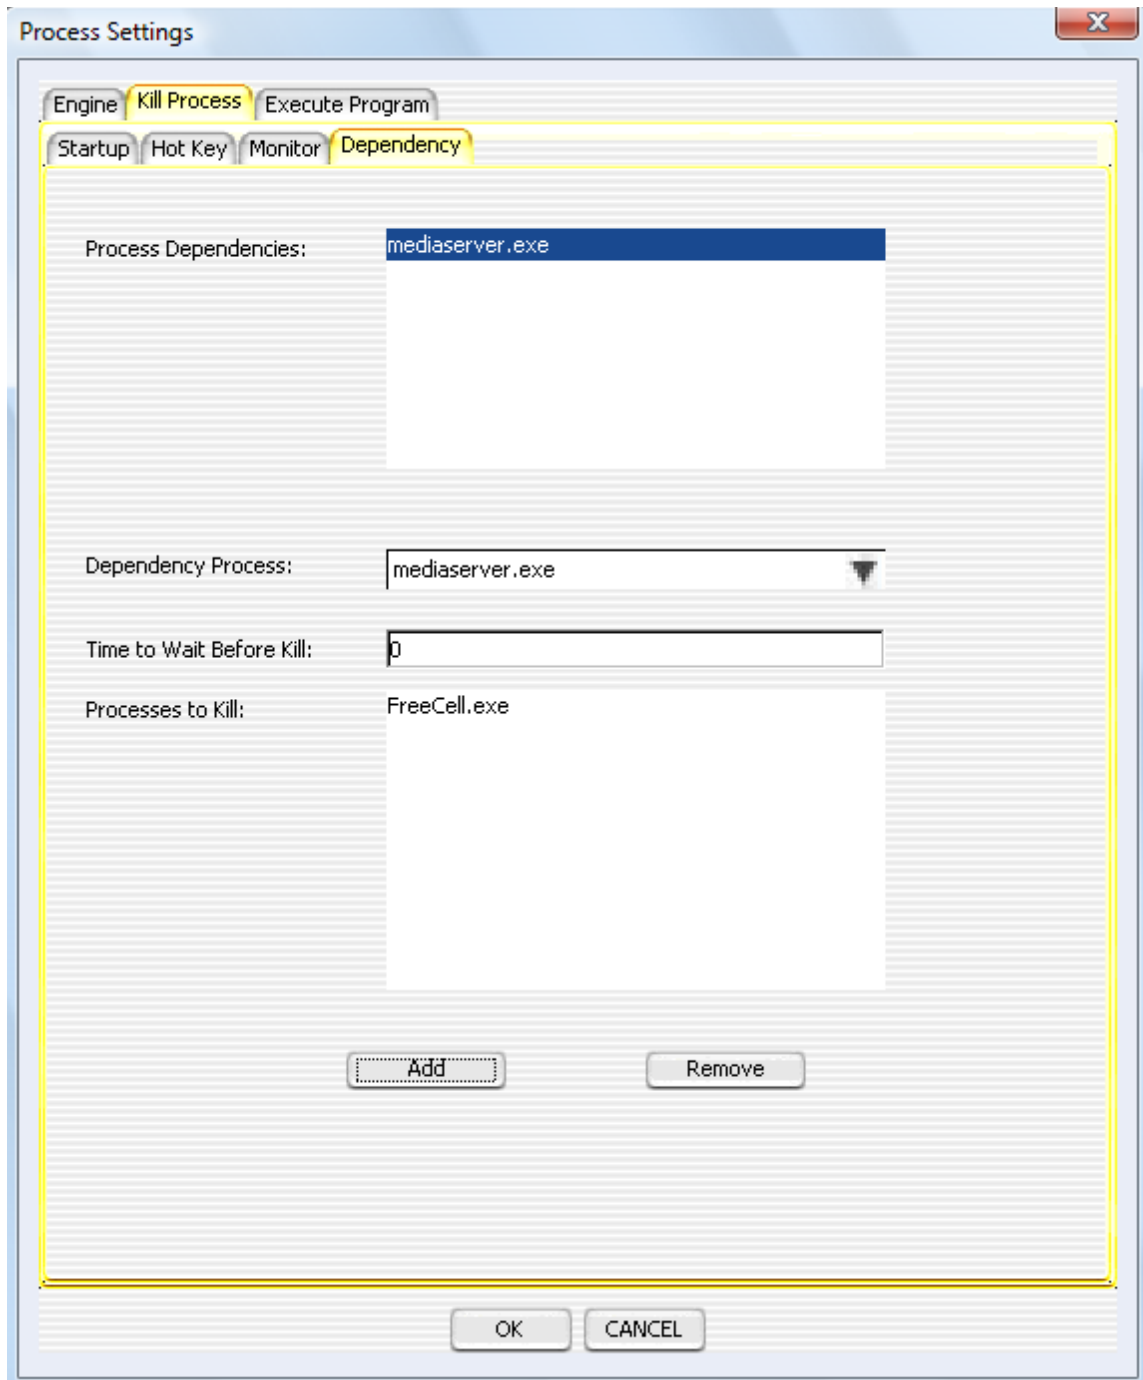 Process Settings
X
Engine Kill Process Execute Program
Startup Hot Key Monitor Dependency
Process Dependencies: mediaserver.exe
Dependency Process: mediaserver.exe
Time to Wait Before Kill: 0
Processes to Kill: FreeCell.exe
Add Remove
OK CANCEL